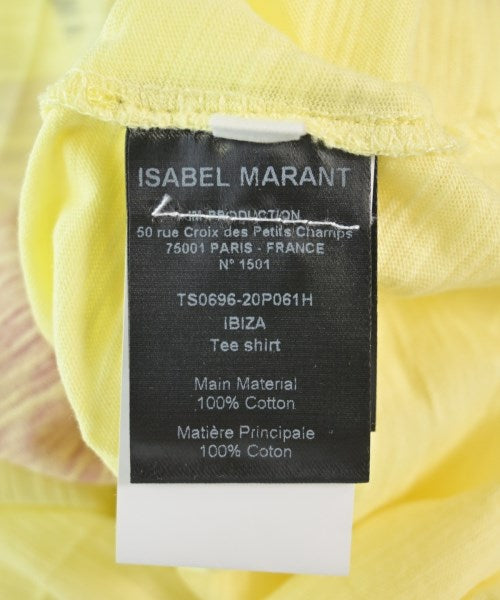 ISABEL MARANT
IM PRODUCTION
50 rue Croix des Petits Champs
75001 PARIS - FRANCE
N° 1501
TS0696-20P061H
IBIZA
Tee shirt
Main Material
100% Cotton
Matière Principale
100% Coton